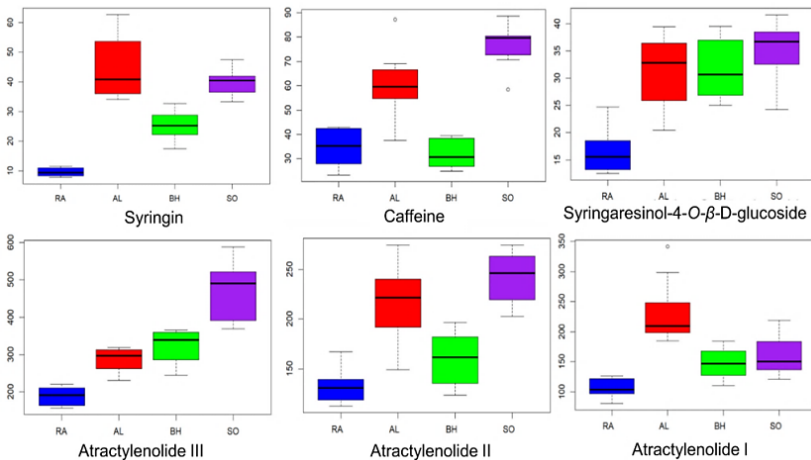 60
50
40
30
20
10
RA AL BH SO
Syringin
90
80
70
60
50
40
30
RA AL BH SO
Caffeine
40
35
30
25
20
15
RA AL BH SO
Syringaresinol-4-O-β-D-glucoside
600
500
400
300
200
RA AL BH SO
Atractylenolide III
250
150
RA AL BH SO
Atractylenolide II
350
300
250
200
150
100
RA AL BH SO
Atractylenolide I